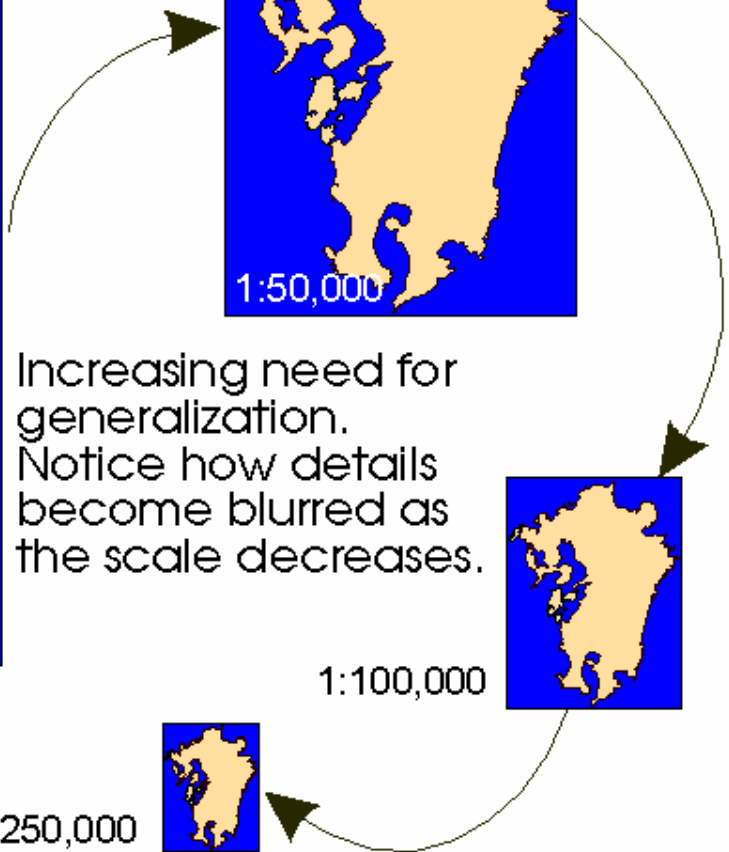 1:50,000
Increasing need for
generalization.
Notice how details
become blurred as
the scale decreases.
1:100,000
250,000